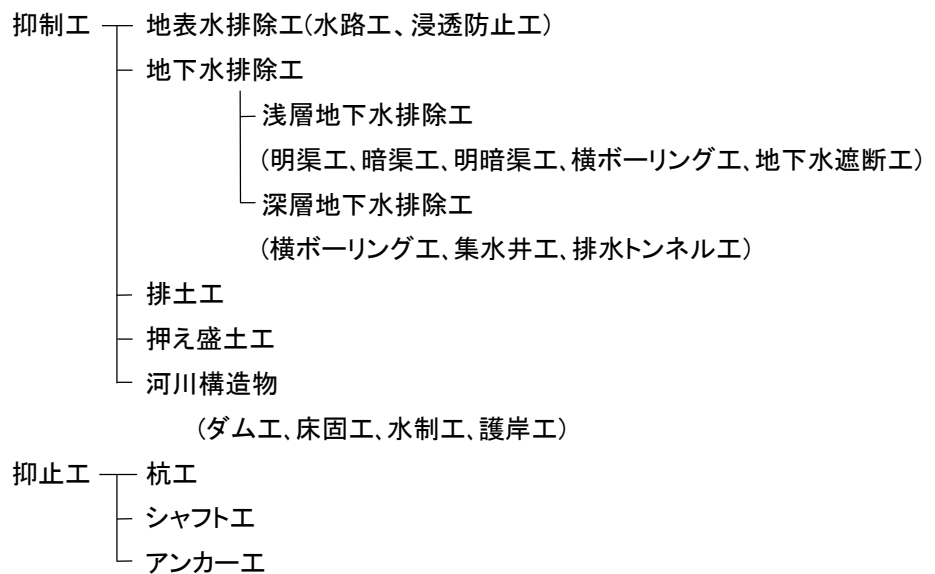 抑制工 地表水排除工(水路工、浸透防止工)
地下水排除工
浅層地下水排除工
(明渠工、暗渠工、明暗渠工、横ボーリング工、地下水遮断工)
深層地下水排除工
(横ボーリング工、集水井工、排水トンネル工)
排土工
押え盛土工
河川構造物
(ダム工、床固工、水制工、護岸工)
抑止工 杭工
シャフト工
アンカー工